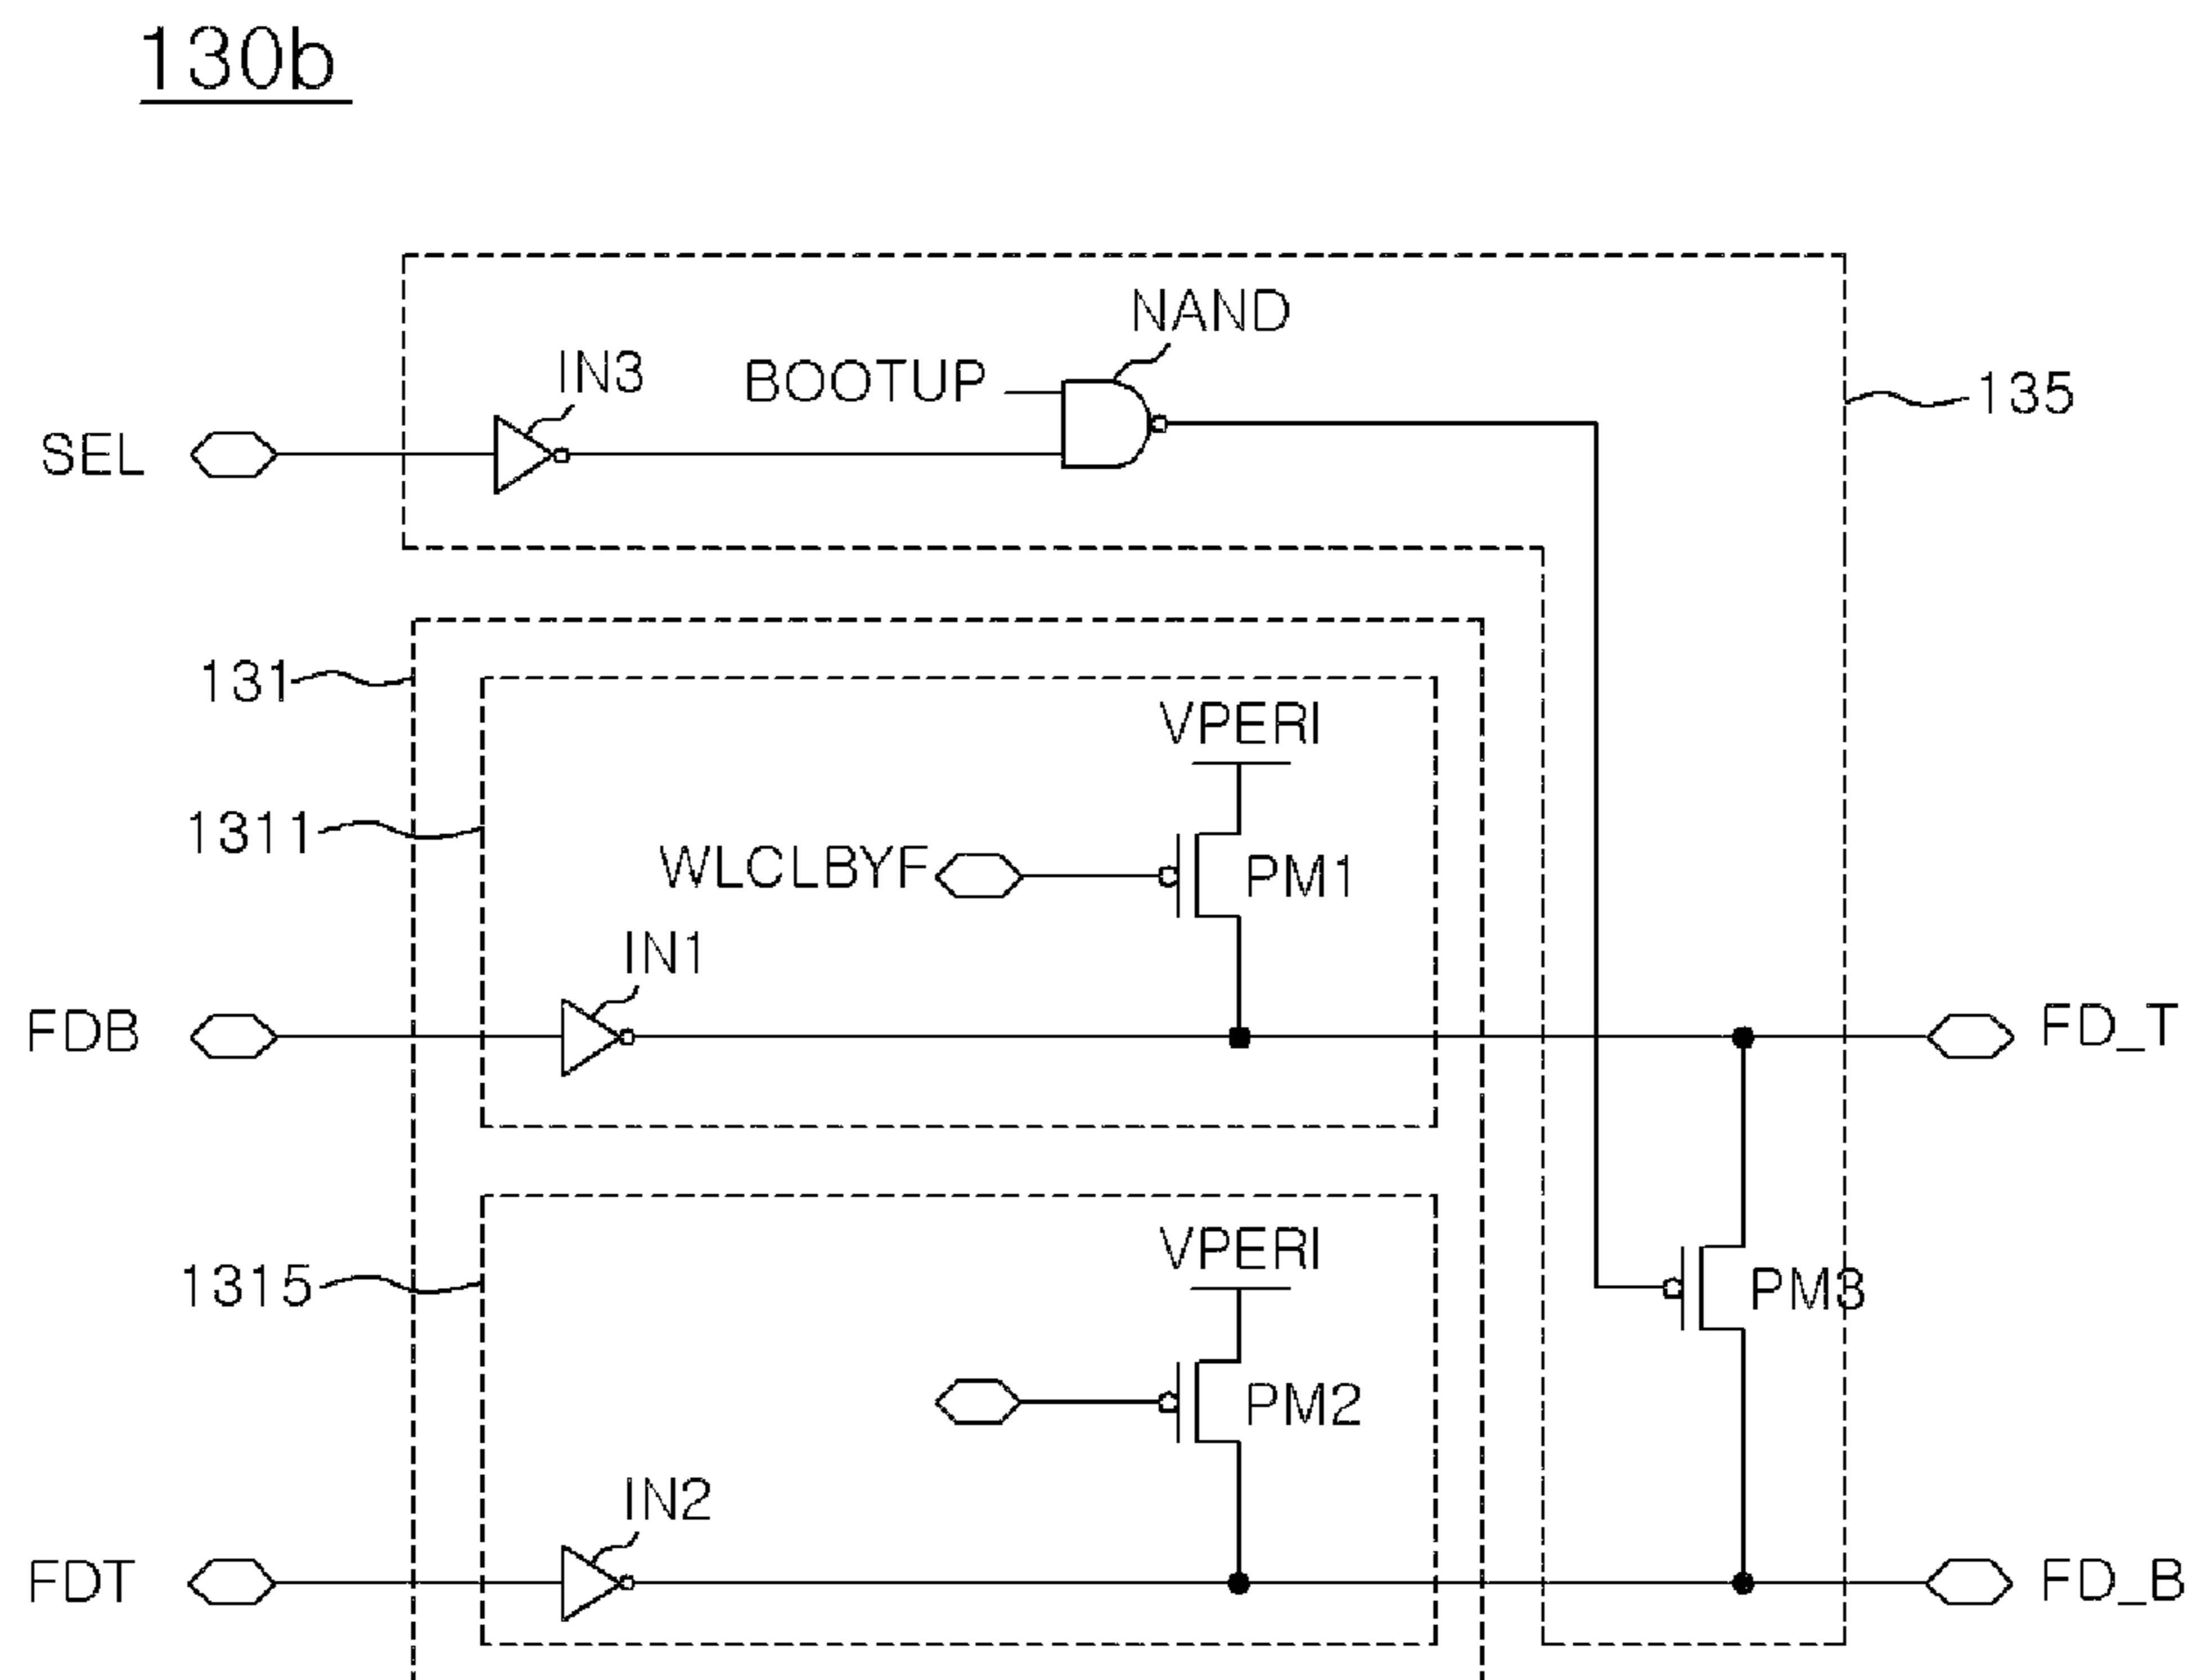 130b
NAND
IN3
BOOTUP
135
SEL
131
VPERI
1311
WLCLBYF
PM1
IN1
FDB
FD_T
VPERI
1315
PM3
PM2
IN2
FDT
FD_B